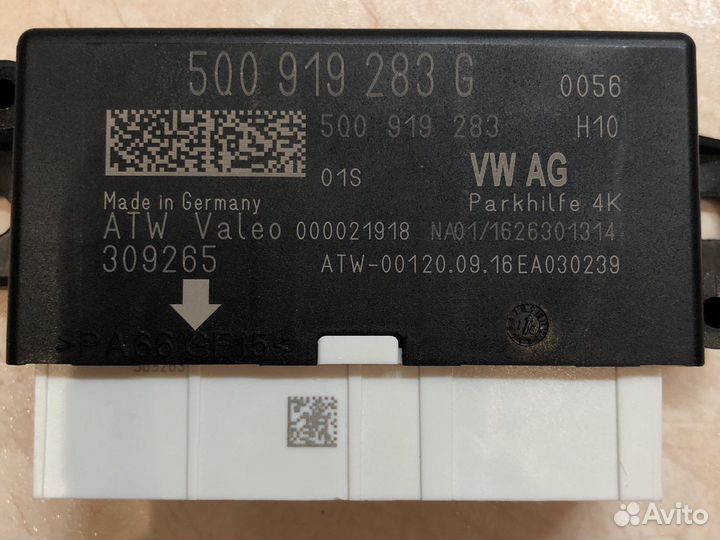 5Q0 919 283 G 0056
5Q0 919 283 H10
01S VW AG
Made in Germany Parkhilfe 4K
ATW Valeo 000021918 NA01/1626301314
309265 ATW-00120.09.16EA030239
>PA66 GF15<
Avito